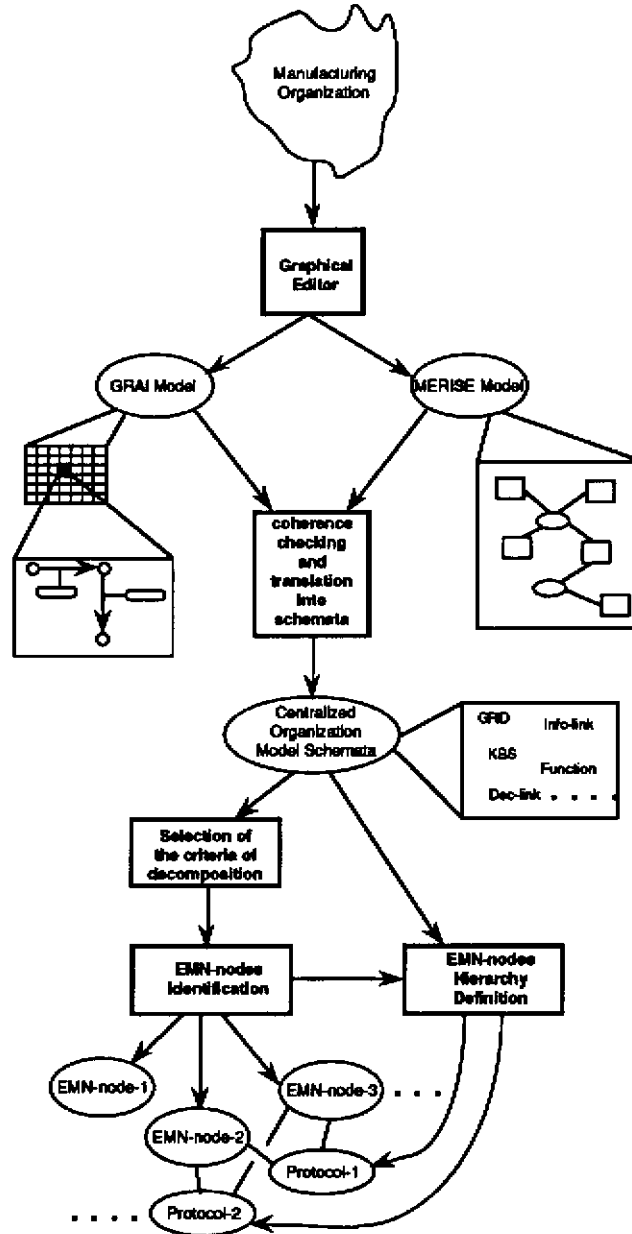 Manufacturing
Organization
Graphical
Editor
GRAI Model
MERISE Model
coherence
checking
and
translation
into
schemata
Centralized
Organization
Model Schemata
GRID
Info-link
KBS
Function
Dec-link . . . .
Selection of
the criteria of
decomposition
EMN-nodes
Identification
EMN-nodes
Hierarchy
Definition
EMN-node-1
EMN-node-3 . . . .
EMN-node-2
Protocol-1
. . . . Protocol-2